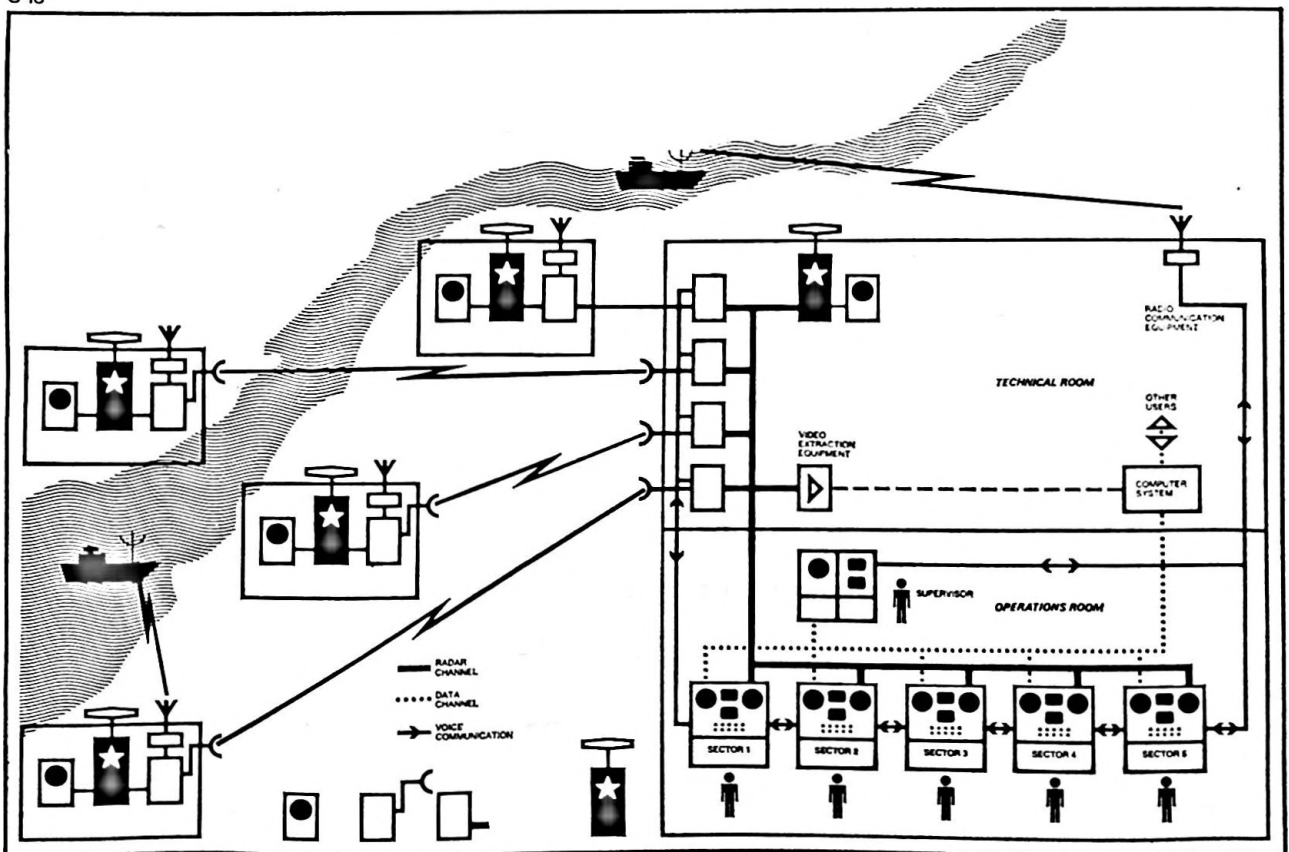 RADIO
COMMUNICATION
EQUIPMENT
TECHNICAL ROOM
OTHER
USERS
VIDEO
EXTRACTION
EQUIPMENT
COMPUTER
SYSTEM
SUPERVISOR
OPERATIONS ROOM
RADAR
CHANNEL
DATA
CHANNEL
VOICE
COMMUNICATION
SECTOR 1
SECTOR 2
SECTOR 3
SECTOR 4
SECTOR 5